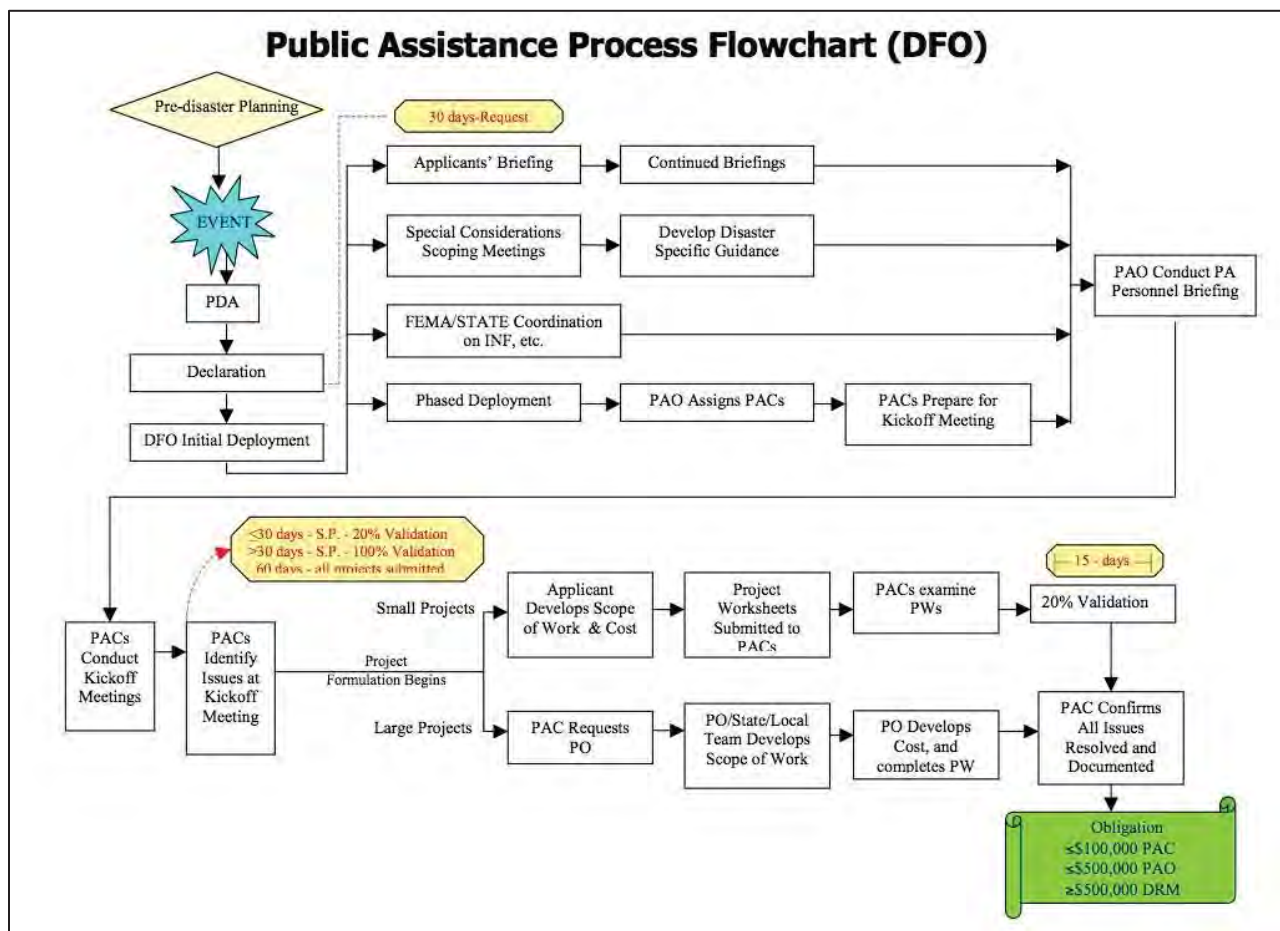 Public Assistance Process Flowchart (DFO)
Pre-disaster Planning
30 days-Request
Applicants' Briefing
Continued Briefings
EVENT
Special Considerations
Scoping Meetings
Develop Disaster
Specific Guidance
PDA
PAO Conduct PA
Personnel Briefing
FEMA/STATE Coordination
on INF, etc.
Declaration
Phased Deployment
PAO Assigns PACs
PACs Prepare for
Kickoff Meeting
DFO Initial Deployment
≤30 days - S.P. - 20% Validation
>30 days - S.P. - 100% Validation
60 days - all projects submitted
15 - days
Small Projects
Applicant
Develops Scope
of Work & Cost
Project
Worksheets
Submitted to
PACs
PACs examine
PWs
20% Validation
PACs
Conduct
Kickoff
Meetings
PACs
Identify
Issues at
Kickoff
Meeting
Project
Formulation Begins
Large Projects
PAC Requests
PO
PO/State/Local
Team Develops
Scope of Work
PO Develops
Cost, and
completes PW
PAC Confirms
All Issues
Resolved and
Documented
Obligation
≤$100,000 PAC
≤$500,000 PAO
≥$500,000 DRM